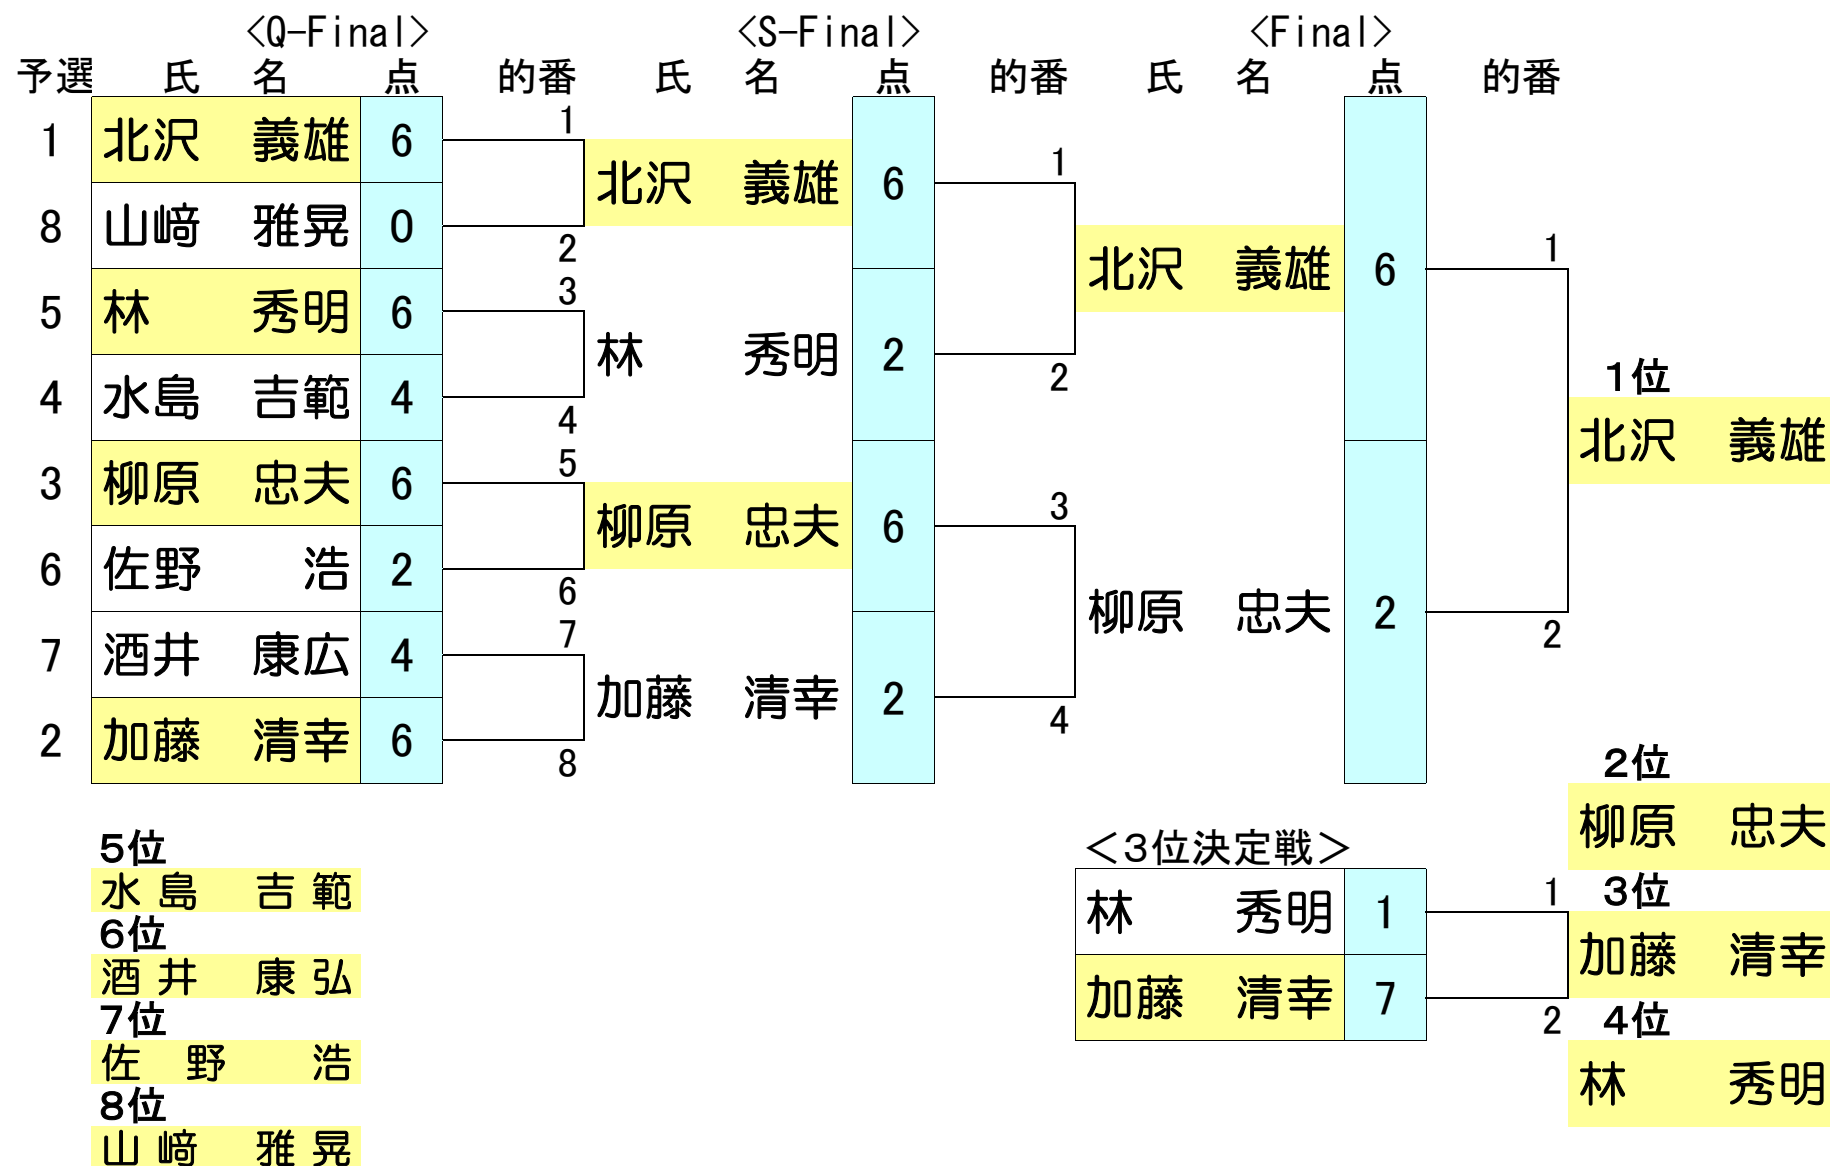 <Q-Final> <S-Final> <Final>
予選 氏 名 点 的番 氏 名 点 的番 氏 名 点 的番
1 北沢 義雄 6 1
北沢 義雄 6 1
8 山﨑 雅晃 0 2
北沢 義雄 6 1
5 林 秀明 6 3
林 秀明 2 2
4 水島 吉範 4 4
1位
北沢 義雄
3 柳原 忠夫 6 5
柳原 忠夫 6 3
6 佐野 浩 2 6
柳原 忠夫 2 2
7 酒井 康広 4 7
加藤 清幸 2 4
2 加藤 清幸 6 8
2位
柳原 忠夫
<3位決定戦>
林 秀明 1 1
加藤 清幸 7 2
3位
加藤 清幸
4位
林 秀明
5位
水島 吉範
6位
酒井 康弘
7位
佐野 浩
8位
山﨑 雅晃